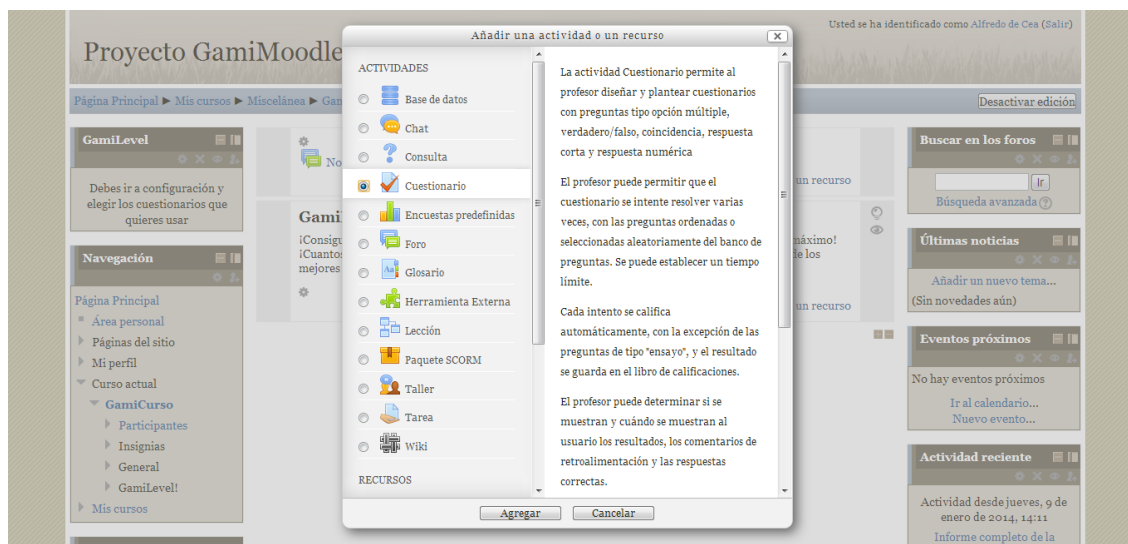 Usted se ha identificado como Alfredo de Cea (Salir)
Proyecto GamiMoodle
Página Principal ▶ Mis cursos ▶ Miscelánea ▶ Gam
Desactivar edición
GamiLevel
Debes ir a configuración y
elegir los cuestionarios que
quieres usar
Navegación
Página Principal
Área personal
Páginas del sitio
Mi perfil
Curso actual
GamiCurso
Participantes
Insignias
General
GamiLevel!
Mis cursos
No
un recurso
Gami
¡Consigu
¡Cuantos
mejores
máximo!
de los
un recurso
Añadir una actividad o un recurso
ACTIVIDADES
Base de datos
Chat
Consulta
Cuestionario
Encuestas predefinidas
Foro
Glosario
Herramienta Externa
Lección
Paquete SCORM
Taller
Tarea
Wiki
RECURSOS
La actividad Cuestionario permite al
profesor diseñar y plantear cuestionarios
con preguntas tipo opción múltiple,
verdadero/falso, coincidencia, respuesta
corta y respuesta numérica
El profesor puede permitir que el
cuestionario se intente resolver varias
veces, con las preguntas ordenadas o
seleccionadas aleatoriamente del banco de
preguntas. Se puede establecer un tiempo
límite.
Cada intento se califica
automáticamente, con la excepción de las
preguntas de tipo "ensayo", y el resultado
se guarda en el libro de calificaciones.
El profesor puede determinar si se
muestran y cuándo se muestran al
usuario los resultados, los comentarios de
retroalimentación y las respuestas
correctas.
Agregar
Cancelar
Buscar en los foros
Ir
Búsqueda avanzada
Últimas noticias
Añadir un nuevo tema...
(Sin novedades aún)
Eventos próximos
No hay eventos próximos
Ir al calendario...
Nuevo evento...
Actividad reciente
Actividad desde jueves, 9 de
enero de 2014, 14:11
Informe completo de la